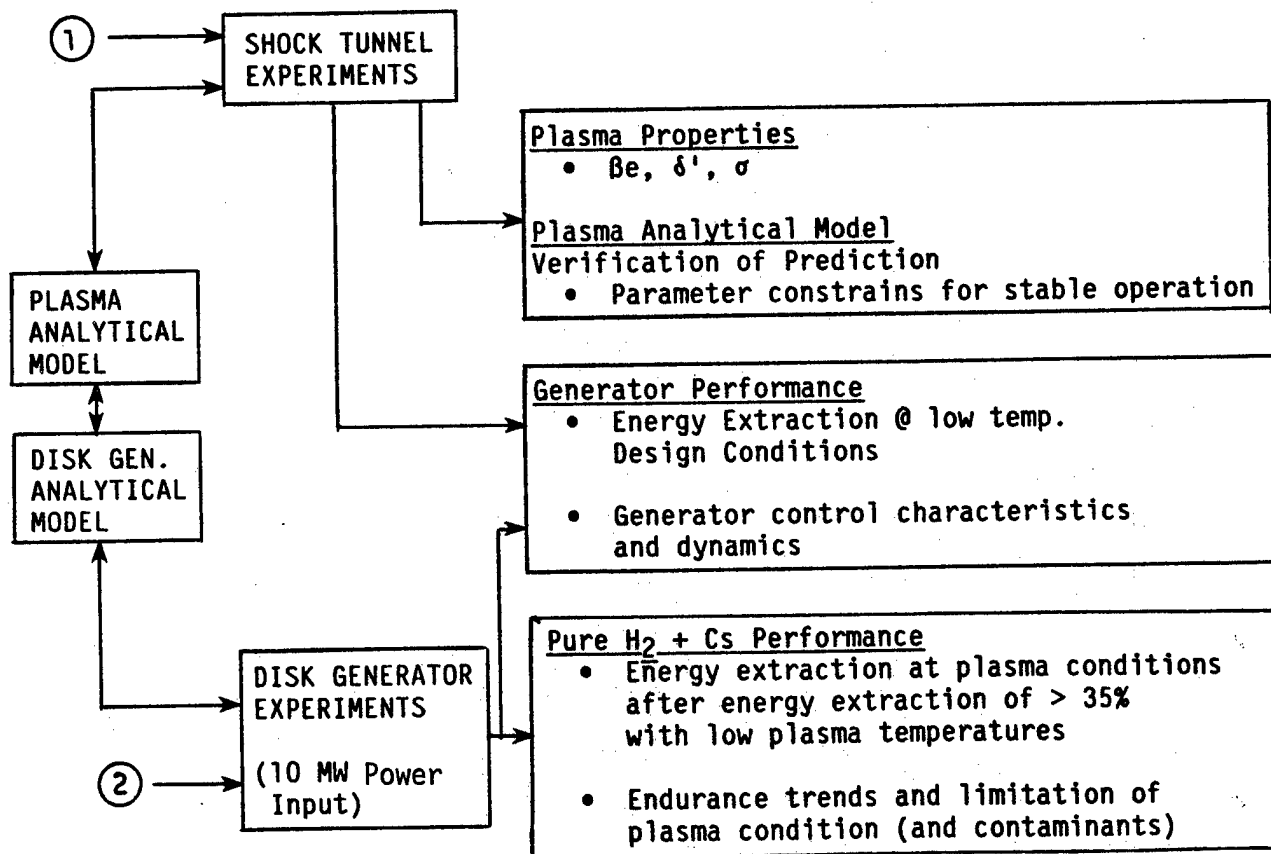 1
SHOCK TUNNEL
EXPERIMENTS
Plasma Properties
• βe, δ', σ
Plasma Analytical Model
Verification of Prediction
• Parameter constrains for stable operation
PLASMA
ANALYTICAL
MODEL
DISK GEN.
ANALYTICAL
MODEL
Generator Performance
• Energy Extraction @ low temp.
Design Conditions
• Generator control characteristics
and dynamics
DISK GENERATOR
EXPERIMENTS
(10 MW Power
Input)
2
Pure H2 + Cs Performance
• Energy extraction at plasma conditions
after energy extraction of > 35%
with low plasma temperatures
• Endurance trends and limitation of
plasma condition (and contaminants)